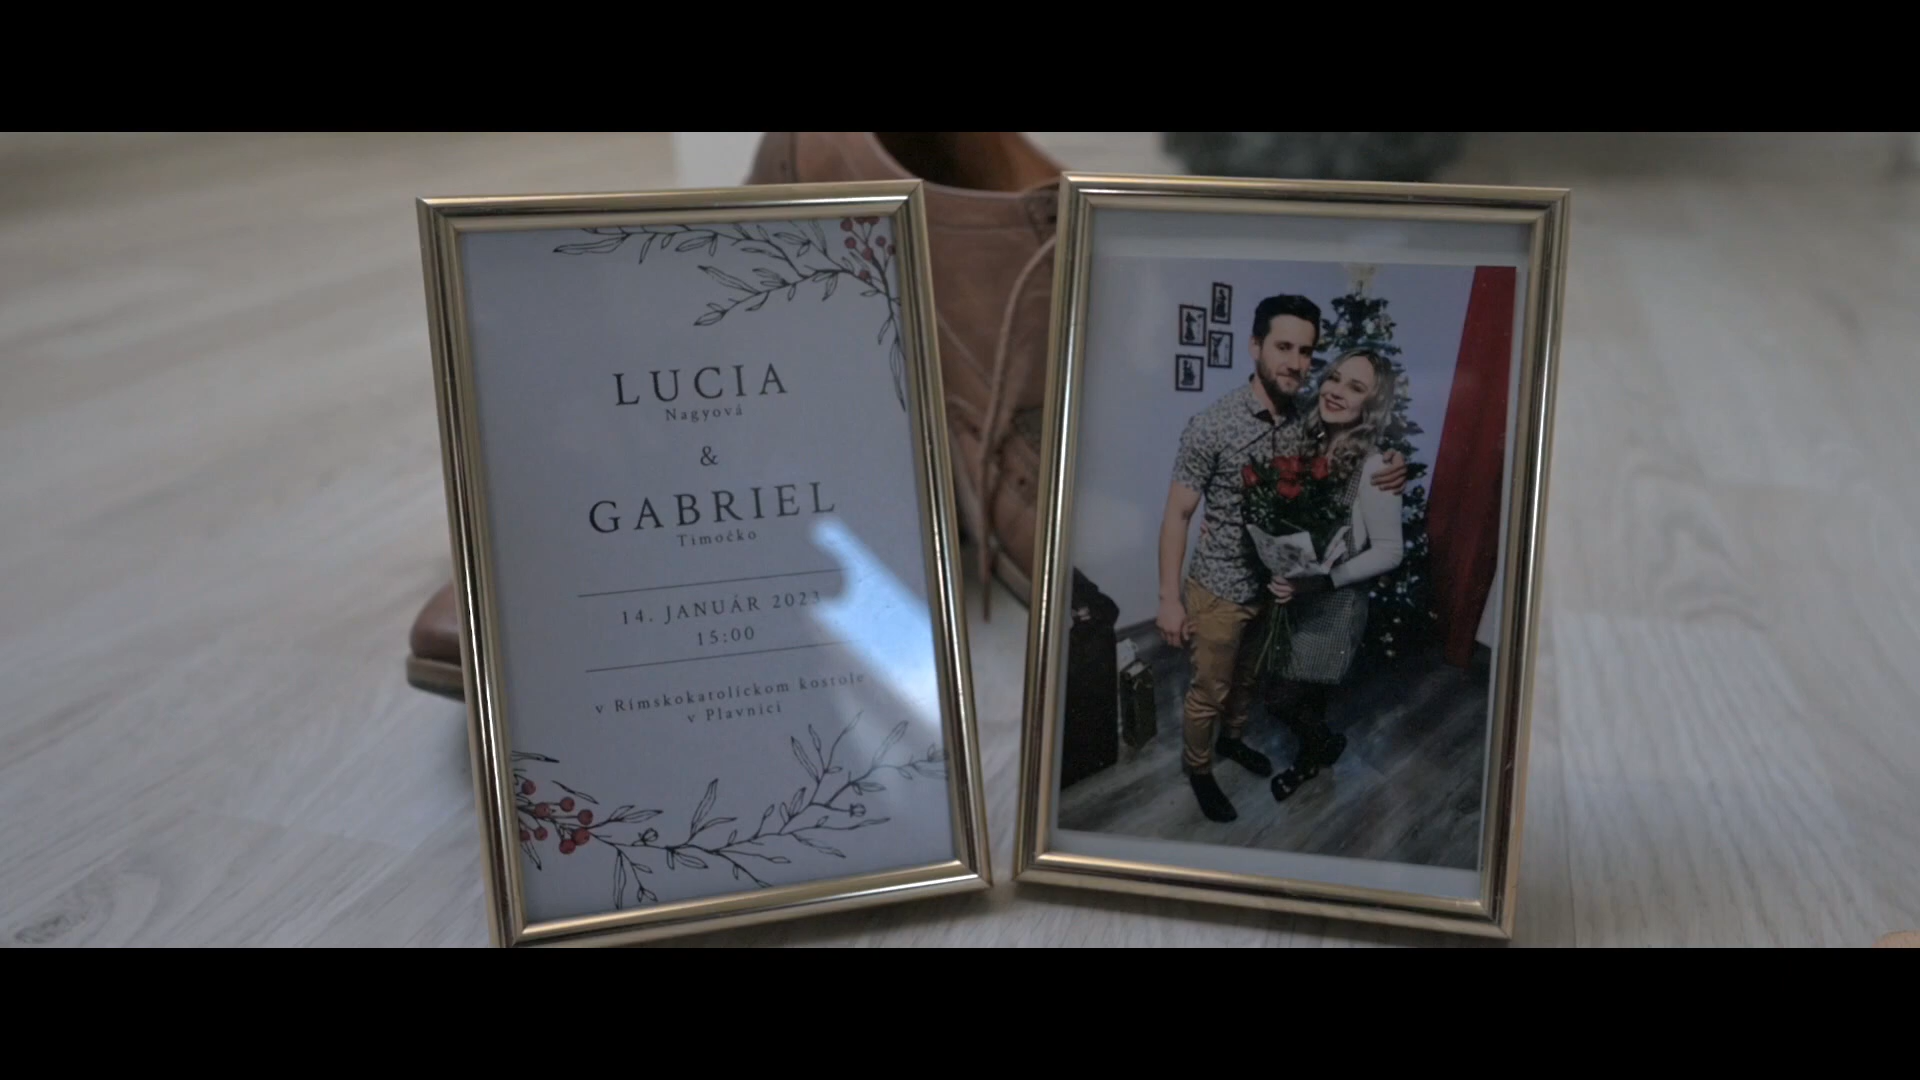 LUCIA
Nagyová
&
GABRIEL
Timočko
14. JANUÁR 2023
15:00
v Rímskokatolíckom kostole
v Plavnici